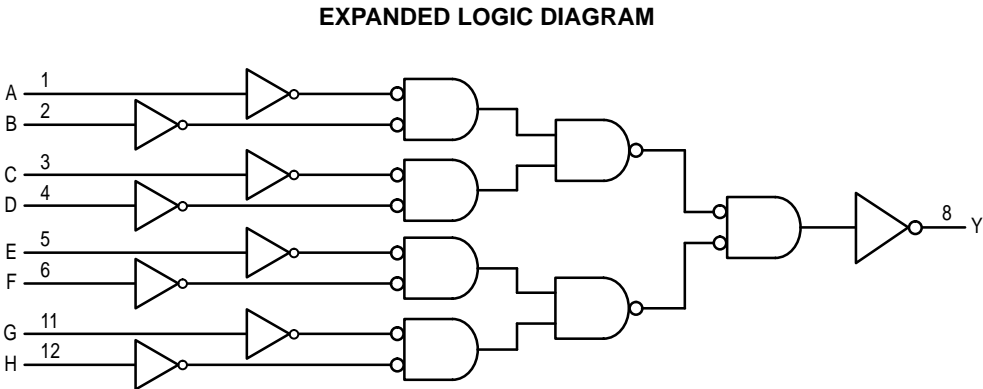 EXPANDED LOGIC DIAGRAM
A 1
B 2
C 3
D 4
E 5
F 6
G 11
H 12
8 Y